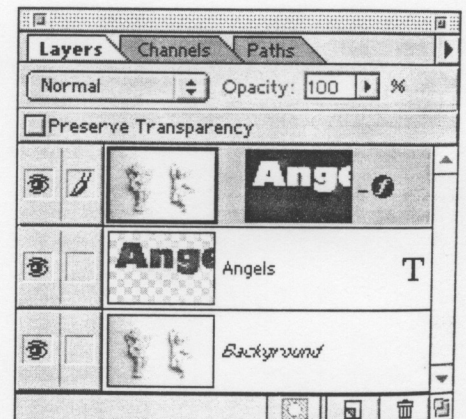 Layers Channels Paths
Normal Opacity: 100 %
Preserve Transparency
Ange
Ange Angels T
Background